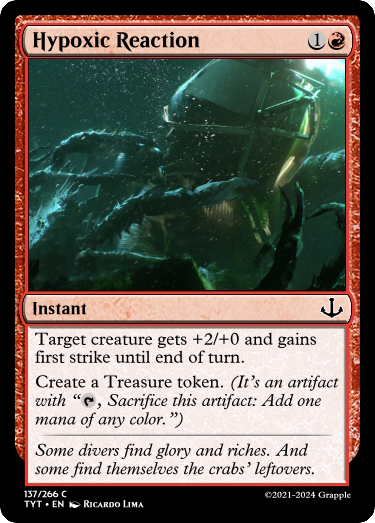 Hypoxic Reaction 1
Instant
Target creature gets +2/+0 and gains
first strike until end of turn.
Create a Treasure token. (It's an artifact
with “, Sacrifice this artifact: Add one
mana of any color.”)
Some divers find glory and riches. And
some find themselves the crabs’ leftovers.
137/266 C
TYT • EN Ricardo Lima
©2021-2024 Grapple